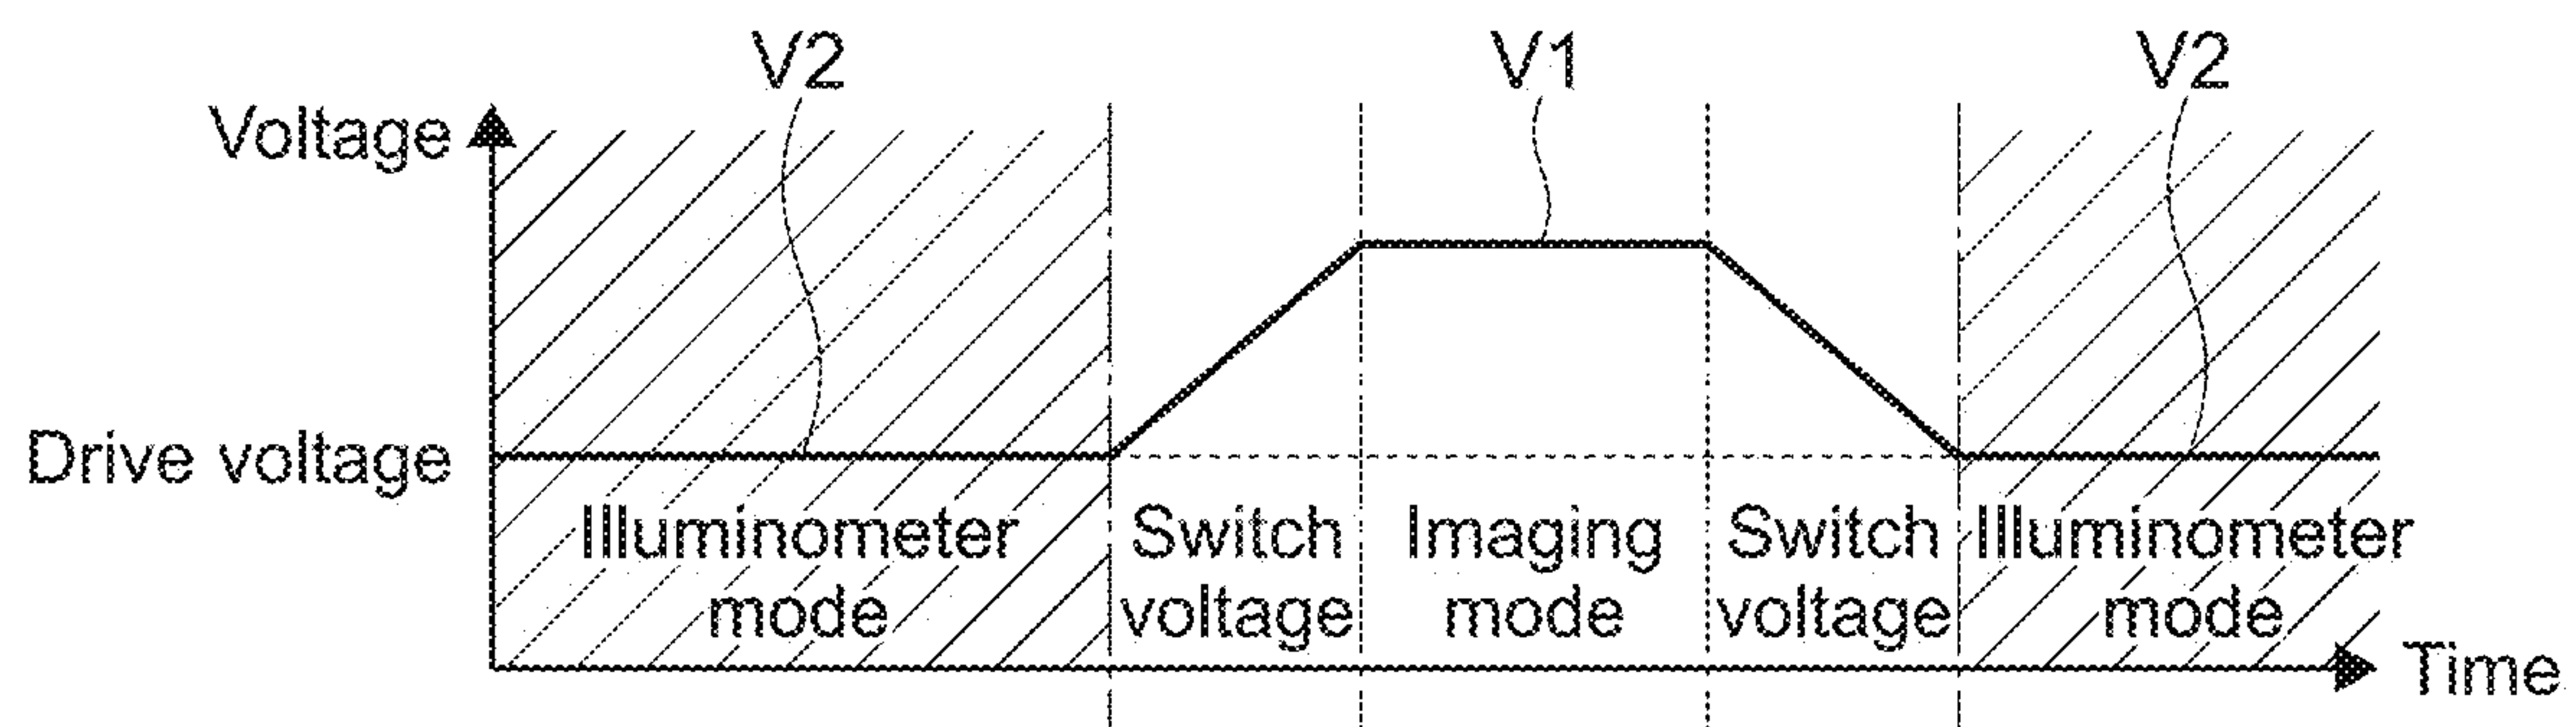 V2 V1 V2
Voltage
Drive voltage
Illuminometer Switch Imaging Switch Illuminometer
mode voltage mode voltage mode
Time